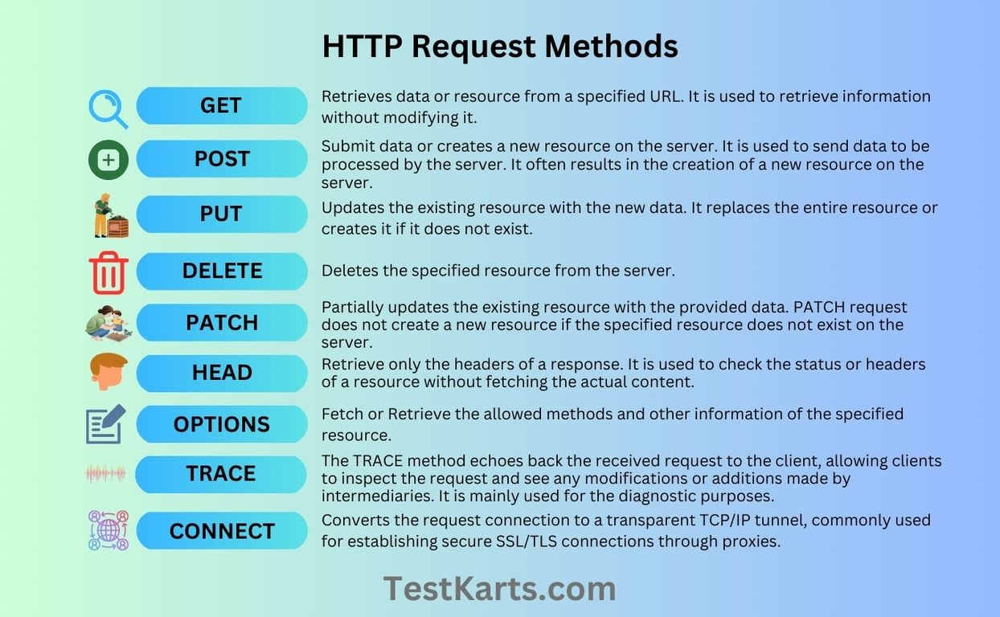 HTTP Request Methods
GET
Retrieves data or resource from a specified URL. It is used to retrieve information
without modifying it.
POST
Submit data or creates a new resource on the server. It is used to send data to be
processed by the server. It often results in the creation of a new resource on the
server.
PUT
Updates the existing resource with the new data. It replaces the entire resource or
creates it if it does not exist.
DELETE
Deletes the specified resource from the server.
PATCH
Partially updates the existing resource with the provided data. PATCH request
does not create a new resource if the specified resource does not exist on the
server.
HEAD
Retrieve only the headers of a response. It is used to check the status or headers
of a resource without fetching the actual content.
OPTIONS
Fetch or Retrieve the allowed methods and other information of the specified
resource.
TRACE
The TRACE method echoes back the received request to the client, allowing clients
to inspect the request and see any modifications or additions made by
intermediaries. It is mainly used for the diagnostic purposes.
CONNECT
Converts the request connection to a transparent TCP/IP tunnel, commonly used
for establishing secure SSL/TLS connections through proxies.
TestKarts.com